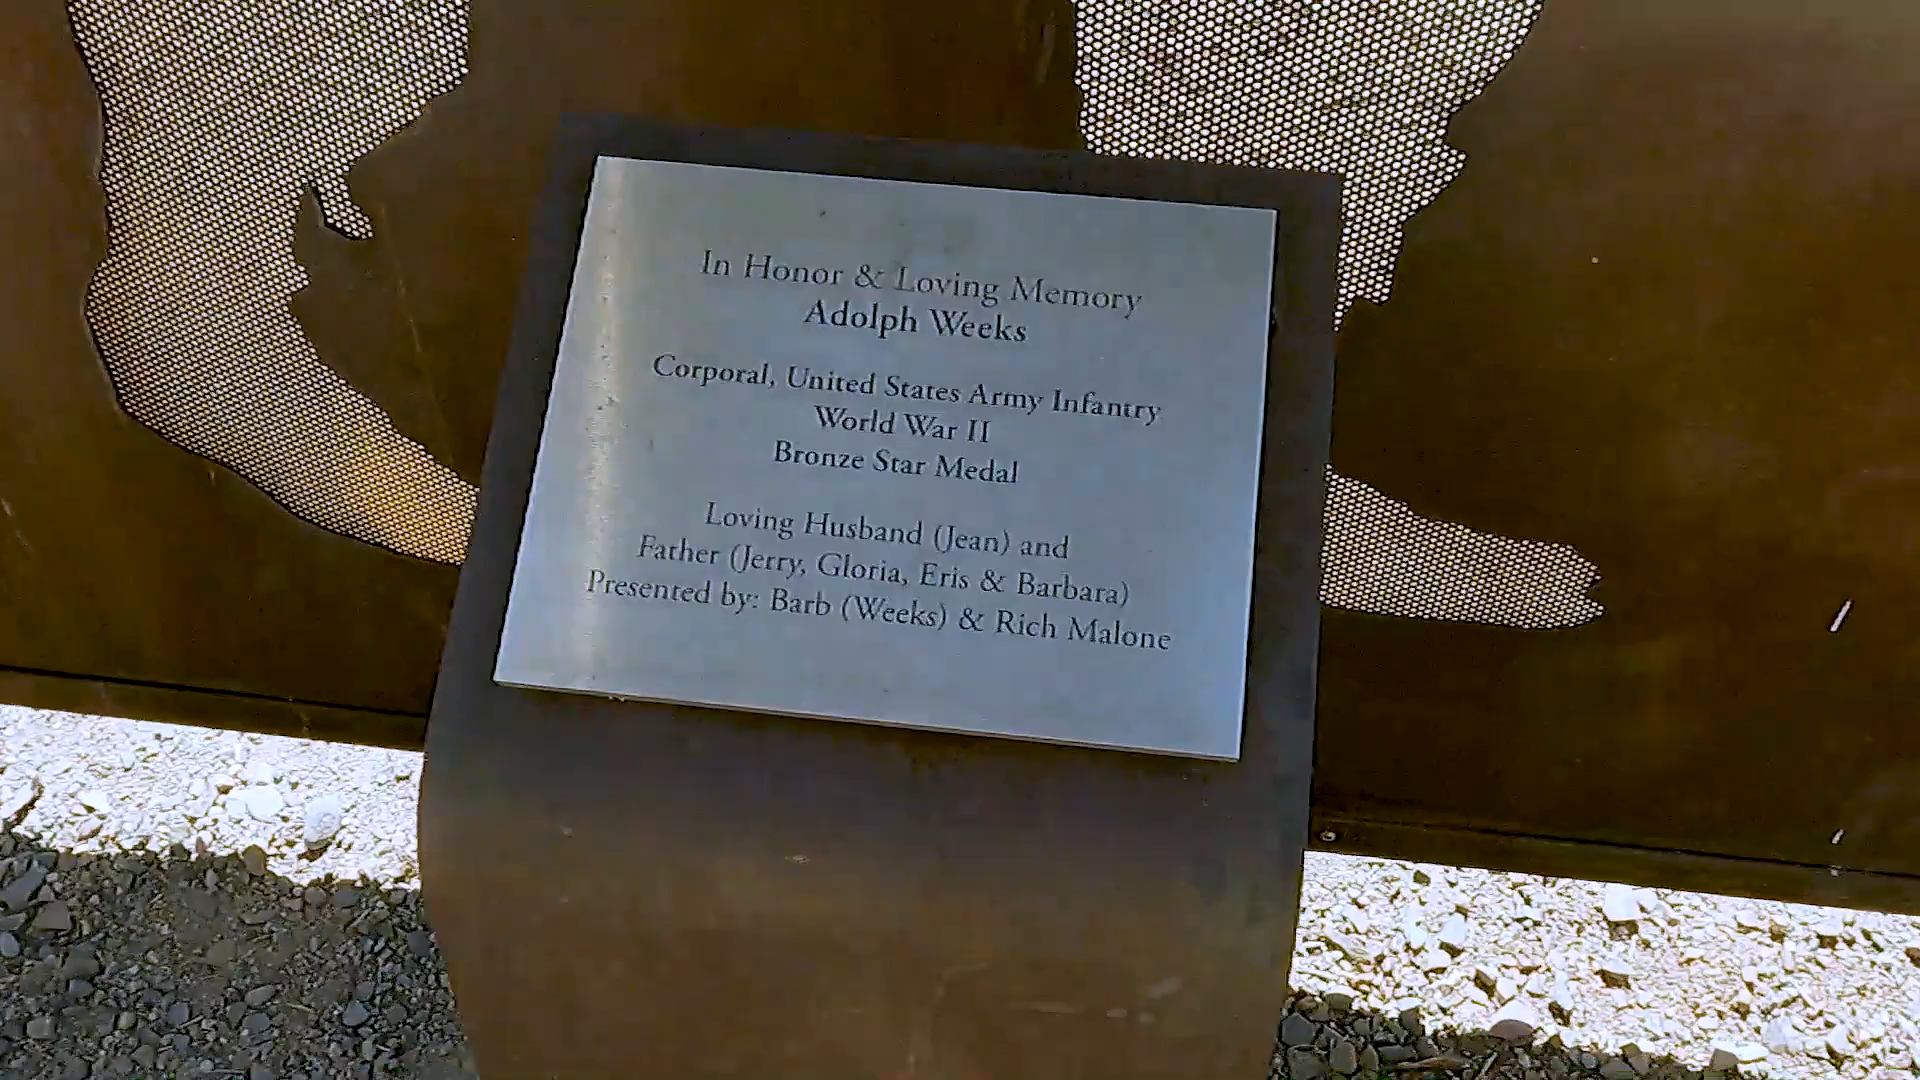 In Honor & Loving Memory
Adolph Weeks
Corporal, United States Army Infantry
World War II
Bronze Star Medal
Loving Husband (Jean) and
Father (Jerry, Gloria, Eris & Barbara)
Presented by: Barb (Weeks) & Rich Malone